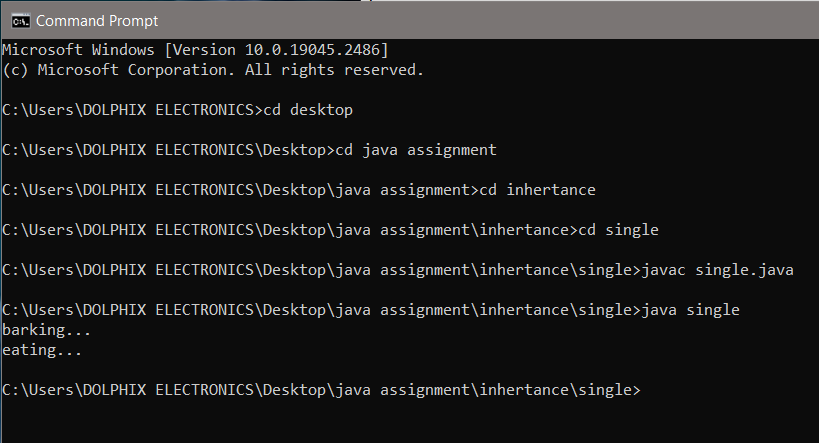 C:\. Command Prompt
Microsoft Windows [Version 10.0.19045.2486]
(c) Microsoft Corporation. All rights reserved.
C:\Users\DOLPHIX ELECTRONICS>cd desktop
C:\Users\DOLPHIX ELECTRONICS\Desktop>cd java assignment
C:\Users\DOLPHIX ELECTRONICS\Desktop\java assignment>cd inhertance
C:\Users\DOLPHIX ELECTRONICS\Desktop\java assignment\inhertance>cd single
C:\Users\DOLPHIX ELECTRONICS\Desktop\java assignment\inhertance\single>javac single.java
C:\Users\DOLPHIX ELECTRONICS\Desktop\java assignment\inhertance\single>java single
barking...
eating...
C:\Users\DOLPHIX ELECTRONICS\Desktop\java assignment\inhertance\single>